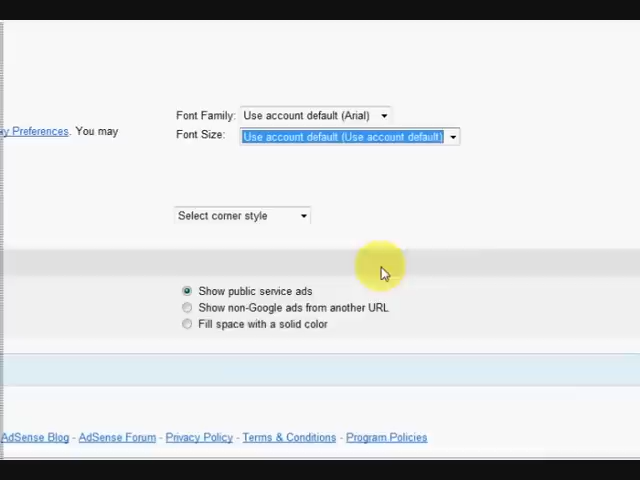 Font Family: Use account default (Arial)
Preferences. You may
Font Size: Use account default (Use account default)
Select corner style
Show public service ads
Show non-Google ads from another URL
Fill space with a solid color
AdSense Blog - AdSense Forum - Privacy Policy - Terms & Conditions - Program Policies